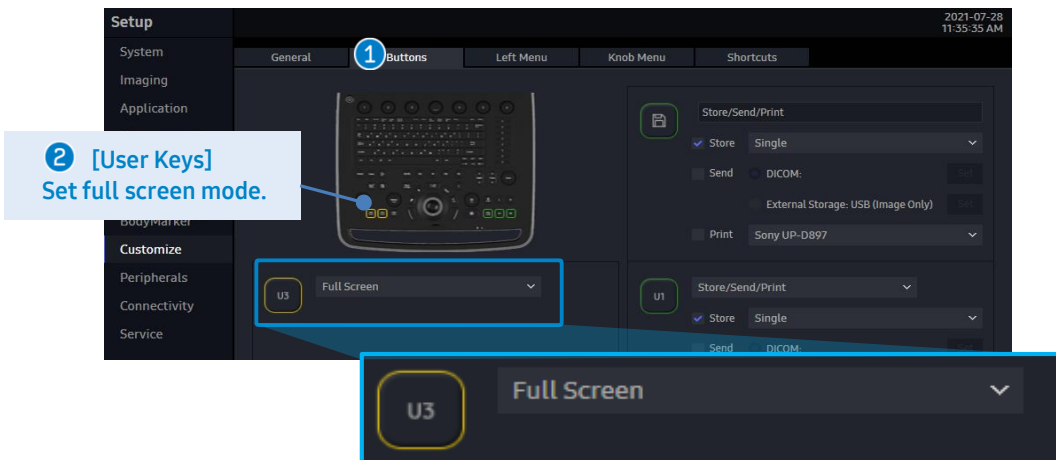 Setup
2021-07-28
11:35:35 AM
System
General
1
Buttons
Left Menu
Knob Menu
Shortcuts
Imaging
Application
Store/Send/Print
Store Single
Send DICOM: Set
External Storage: USB (Image Only) Set
Print Sony UP-D897
2 [User Keys]
Set full screen mode.
BodyMarker
Customize
Peripherals
Connectivity
Service
U3 Full Screen
U1 Store/Send/Print
Store Single
Send DICOM:
U3 Full Screen